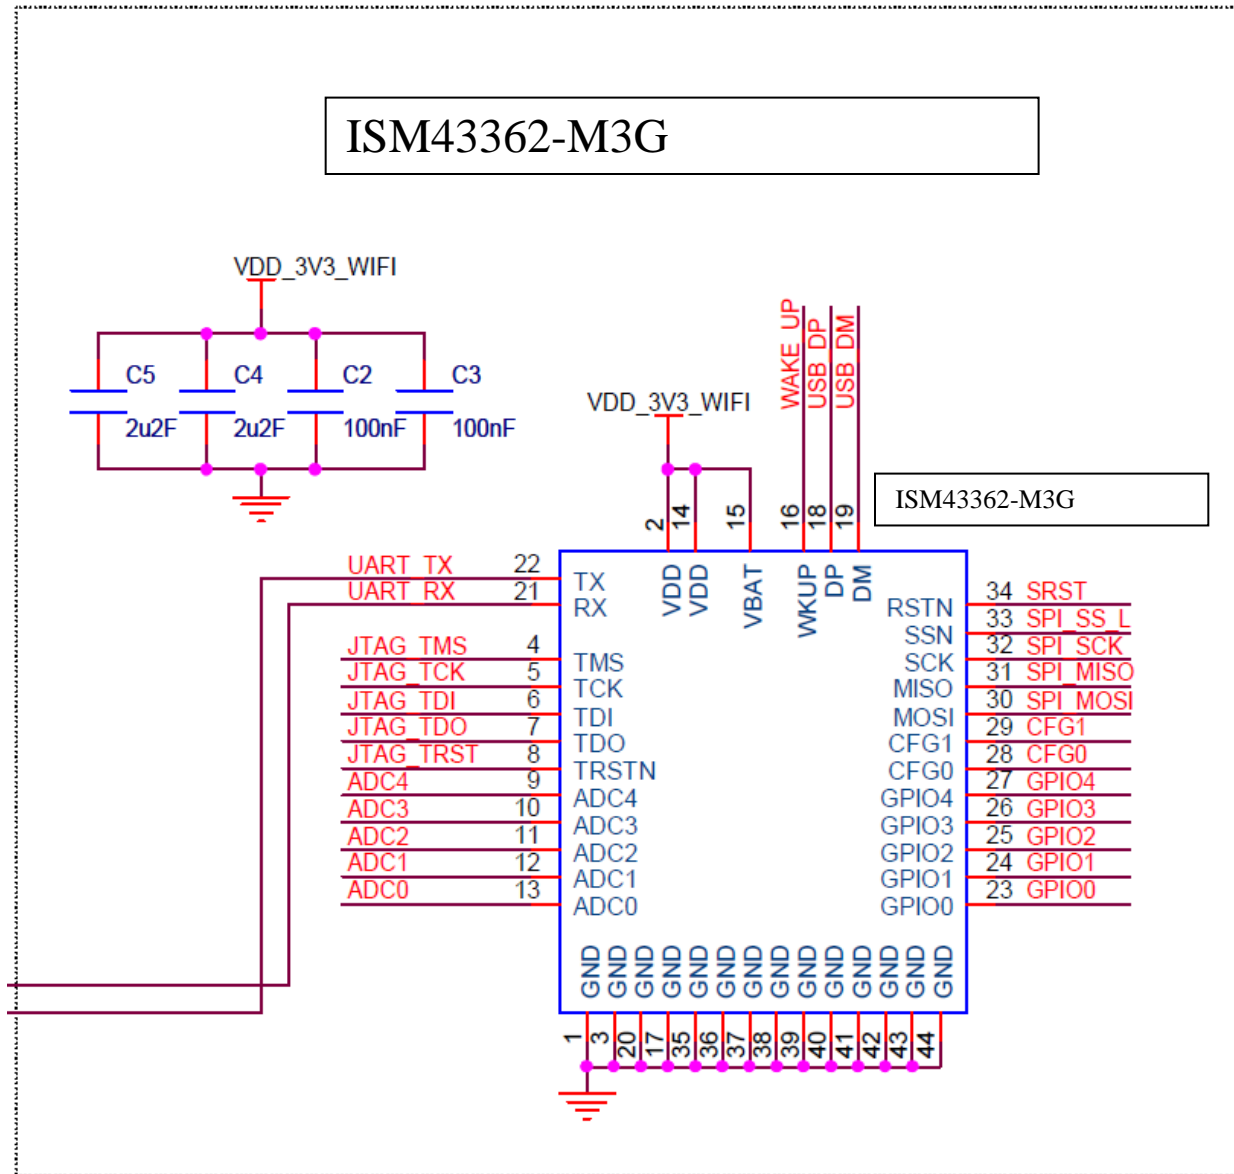 ISM43362-M3G
VDD_3V3_WIFI
C5
C4
C2
C3
2u2F
2u2F
100nF
100nF
VDD_3V3_WIFI
WAKE_UP
USB_DP
USB_DM
ISM43362-M3G
2
14
15
16
18
19
VDD
VDD
VBAT
WKUP
DP
DM
UART_TX 22 TX
UART_RX 21 RX
JTAG_TMS 4 TMS
JTAG_TCK 5 TCK
JTAG_TDI 6 TDI
JTAG_TDO 7 TDO
JTAG_TRST 8 TRSTN
ADC4 9 ADC4
ADC3 10 ADC3
ADC2 11 ADC2
ADC1 12 ADC1
ADC0 13 ADC0
RSTN 34 SRST
SSN 33 SPI_SS_L
SCK 32 SPI_SCK
MISO 31 SPI_MISO
MOSI 30 SPI_MOSI
CFG1 29 CFG1
CFG0 28 CFG0
GPIO4 27 GPIO4
GPIO3 26 GPIO3
GPIO2 25 GPIO2
GPIO1 24 GPIO1
GPIO0 23 GPIO0
GND
GND
GND
GND
GND
GND
GND
GND
GND
GND
GND
GND
GND
GND
1
3
20
17
35
36
37
38
39
40
41
42
43
44